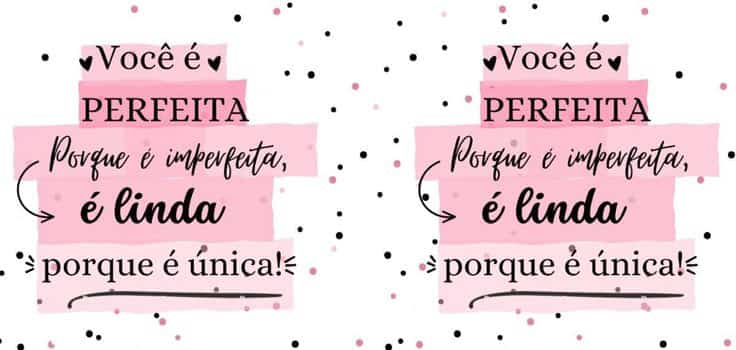 Você é
PERFEITA
Porque é imperfeita,
é linda
porque é única!
Você é
PERFEITA
Porque é imperfeita,
é linda
porque é única!